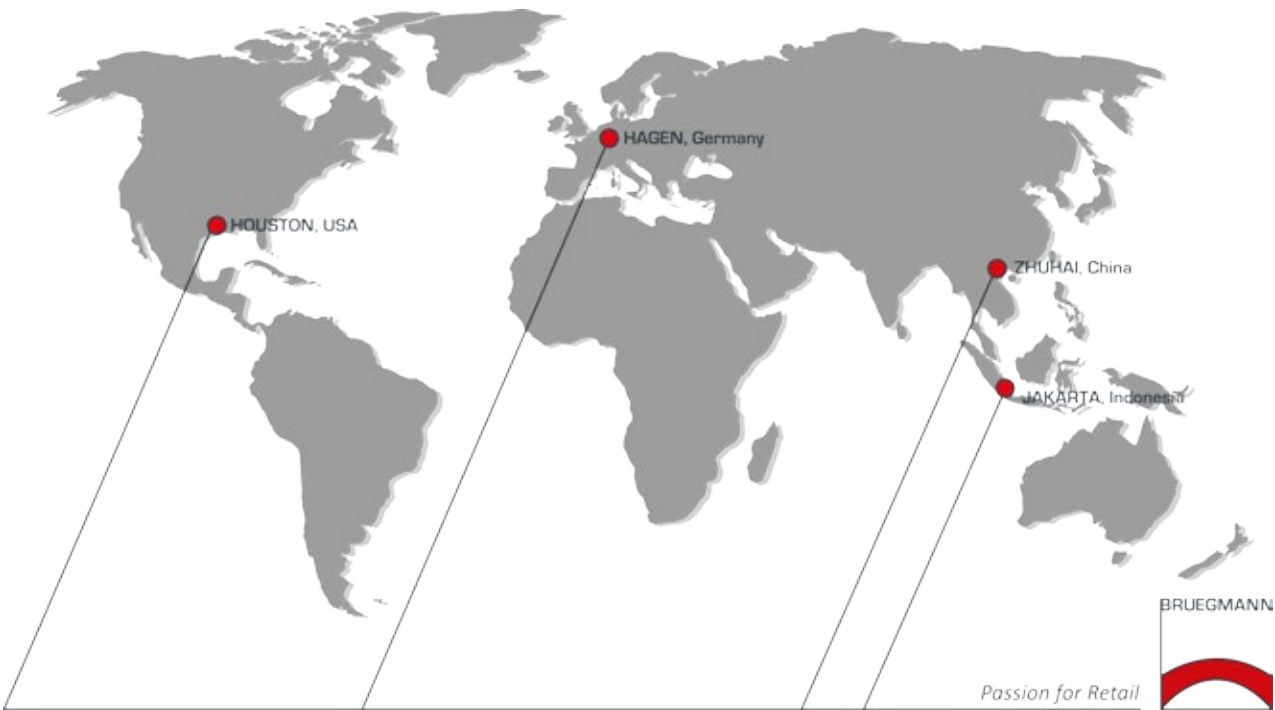 HAGEN, Germany
HOUSTON, USA
ZHUHAI, China
JAKARTA, Indonesia
BRUEGMANN
Passion for Retail